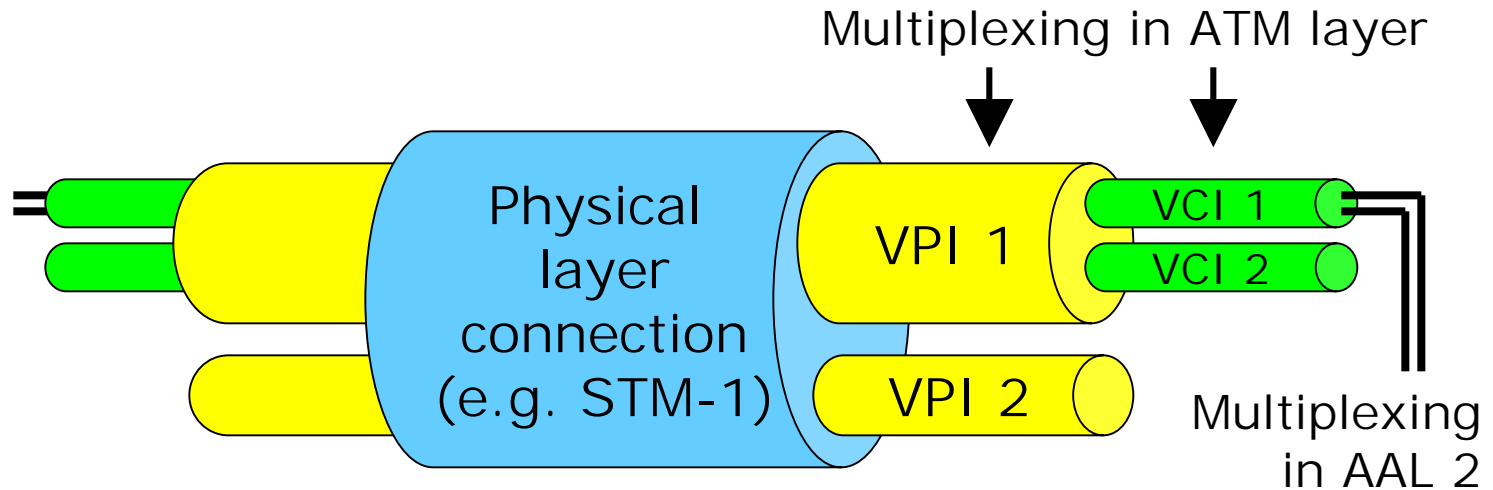 Multiplexing in ATM layer
Physical
layer
connection
(e.g. STM-1)
VPI 1
VCI 1
VCI 2
VPI 2
Multiplexing
in AAL 2